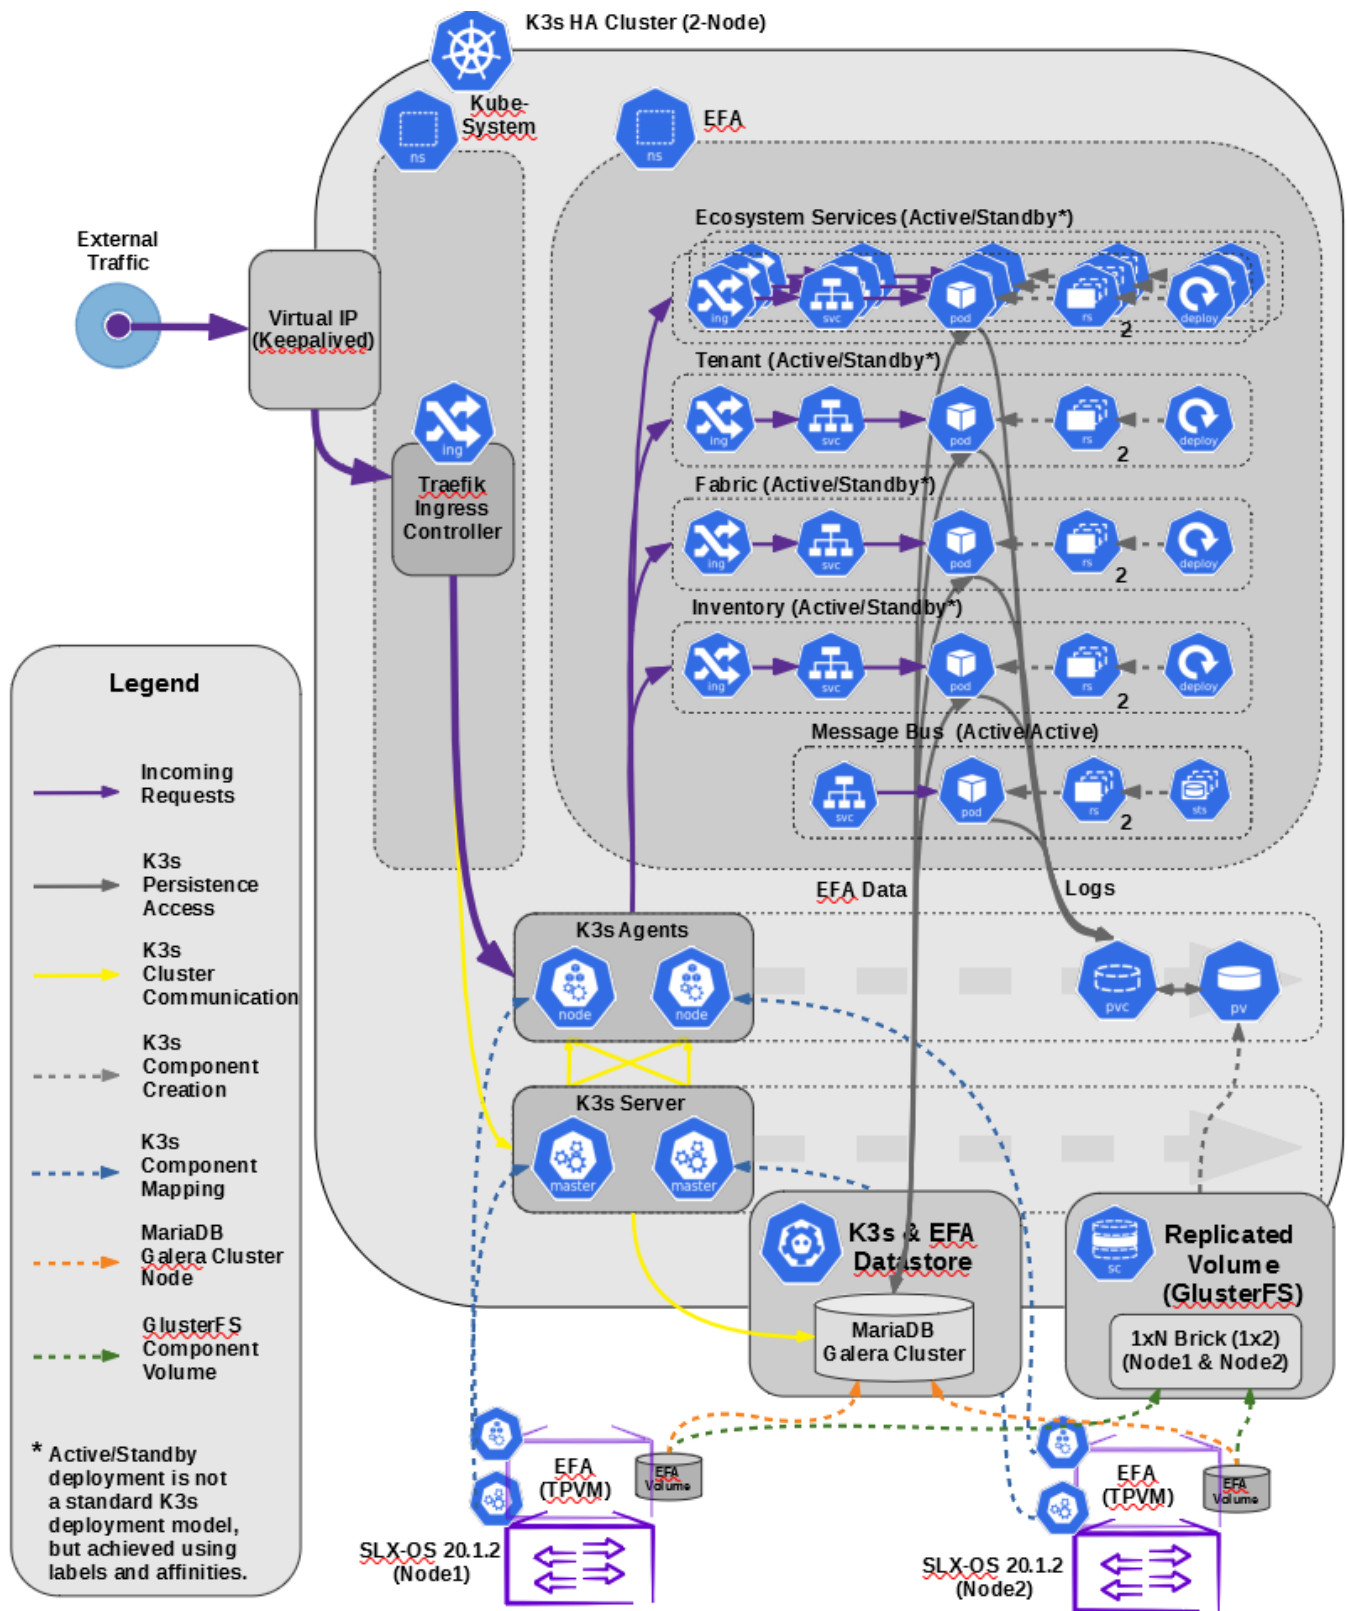 K3s HA Cluster (2-Node)
Kube-
System
ns
EFA
ns
External
Traffic
Virtual IP
(Keepalived)
ing
Traefik
Ingress
Controller
Ecosystem Services (Active/Standby*)
ing
svc
pod
rs
2
deploy
Tenant (Active/Standby*)
ing
svc
pod
rs
2
deploy
Fabric (Active/Standby*)
ing
svc
pod
rs
2
deploy
Inventory (Active/Standby*)
ing
svc
pod
rs
2
deploy
Message Bus (Active/Active)
svc
pod
rs
2
sts
EFA Data
Logs
K3s Agents
node
node
pvc
pv
K3s Server
master
master
K3s & EFA
Datastore
MariaDB
Galera Cluster
sc
Replicated
Volume
(GlusterFS)
1xN Brick (1x2)
(Node1 & Node2)
EFA
(TPVM)
EFA
Volume
SLX-OS 20.1.2
(Node1)
EFA
(TPVM)
EFA
Volume
SLX-OS 20.1.2
(Node2)
Legend
Incoming
Requests
K3s
Persistence
Access
K3s
Cluster
Communication
K3s
Component
Creation
K3s
Component
Mapping
MariaDB
Galera Cluster
Node
GlusterFS
Component
Volume
* Active/Standby
deployment is not
a standard K3s
deployment model,
but achieved using
labels and affinities.